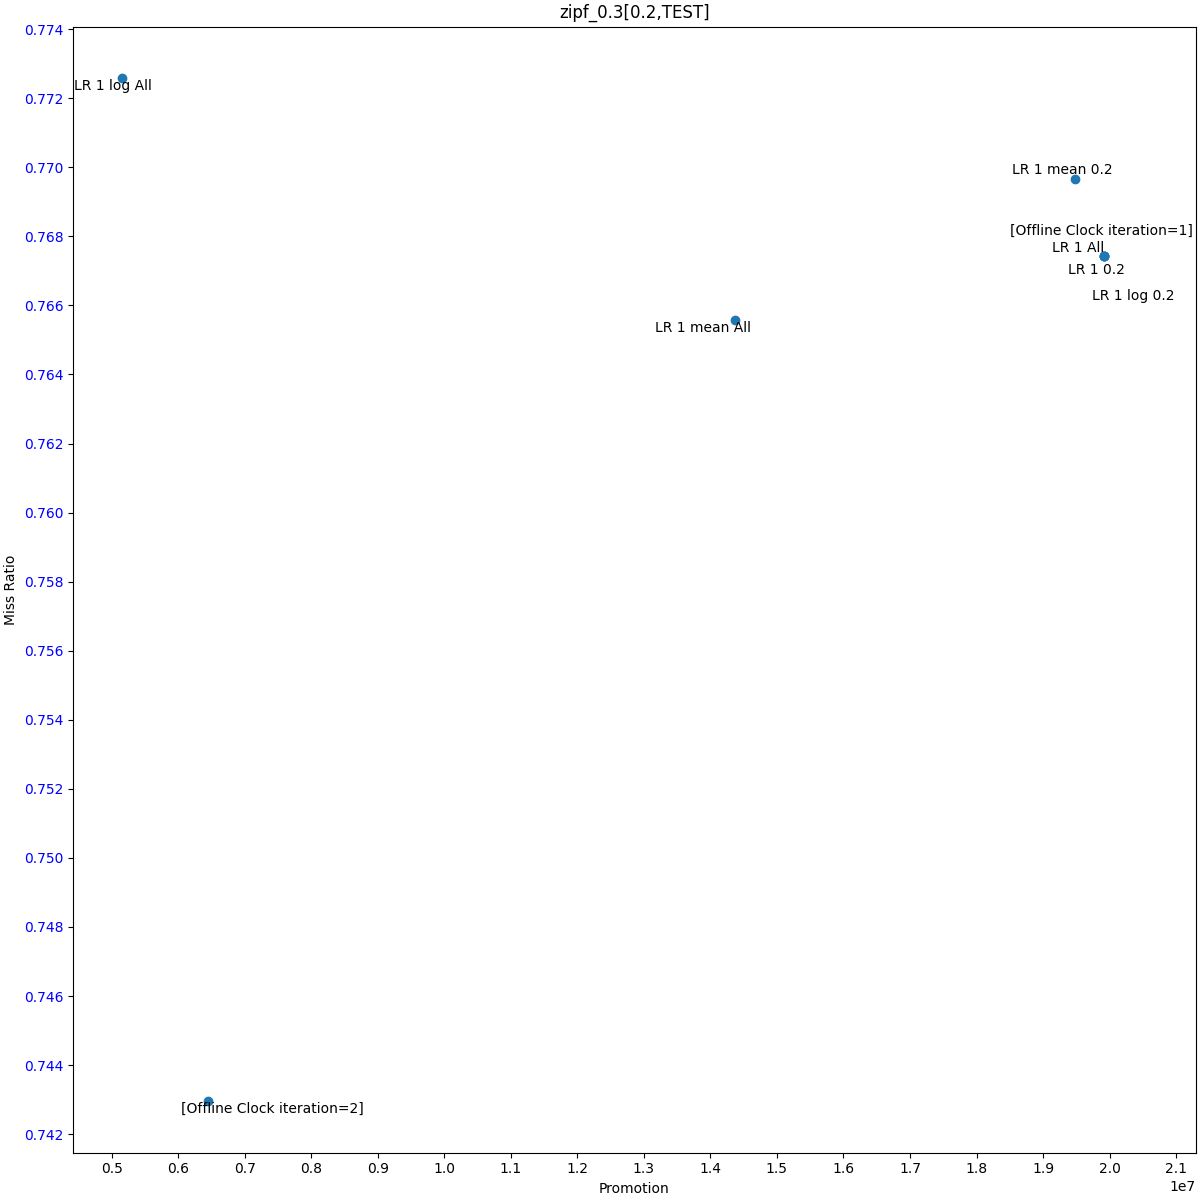 zipf_0.3[0.2,TEST]
0.774
LR 1 log All
0.772
0.770
LR 1 mean 0.2
0.768
[Offline Clock iteration=1]
LR 1 All
LR 1 0.2
0.766
LR 1 log 0.2
LR 1 mean All
0.764
0.762
0.760
0.758
Miss Ratio
0.756
0.754
0.752
0.750
0.748
0.746
0.744
[Offline Clock iteration=2]
0.742
0.5 0.6 0.7 0.8 0.9 1.0 1.1 1.2 1.3 1.4 1.5 1.6 1.7 1.8 1.9 2.0 2.1
Promotion
1e7